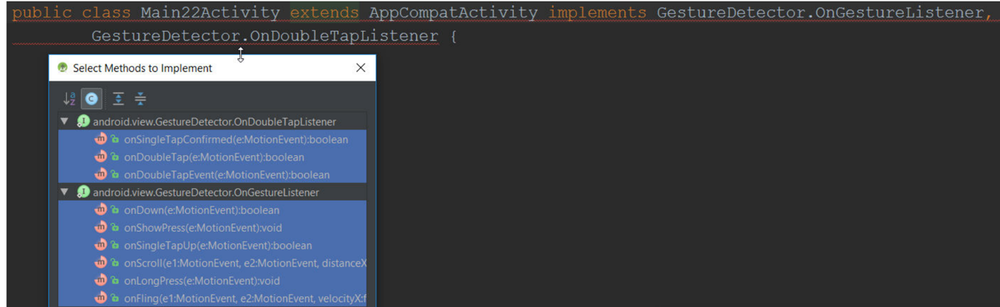 public class Main22Activity extends AppCompatActivity implements GestureDetector.OnGestureListener,
GestureDetector.OnDoubleTapListener {
Select Methods to Implement
android.view.GestureDetector.OnDoubleTapListener
onSingleTapConfirmed(e:MotionEvent):boolean
onDoubleTap(e:MotionEvent):boolean
onDoubleTapEvent(e:MotionEvent):boolean
android.view.GestureDetector.OnGestureListener
onDown(e:MotionEvent):boolean
onShowPress(e:MotionEvent):void
onSingleTapUp(e:MotionEvent):boolean
onScroll(e1:MotionEvent, e2:MotionEvent, distanceX
onLongPress(e:MotionEvent):void
onFling(e1:MotionEvent, e2:MotionEvent, velocityX:f